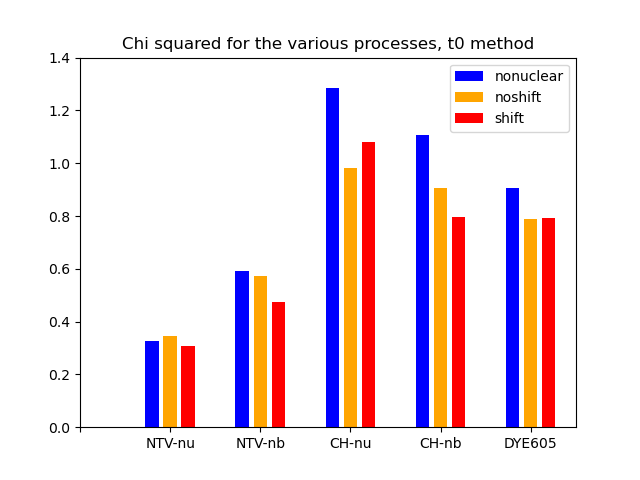 Chi squared for the various processes, t0 method
nonuclear
noshift
shift
1.4
1.2
1.0
0.8
0.6
0.4
0.2
0.0
NTV-nu NTV-nb CH-nu CH-nb DYE605